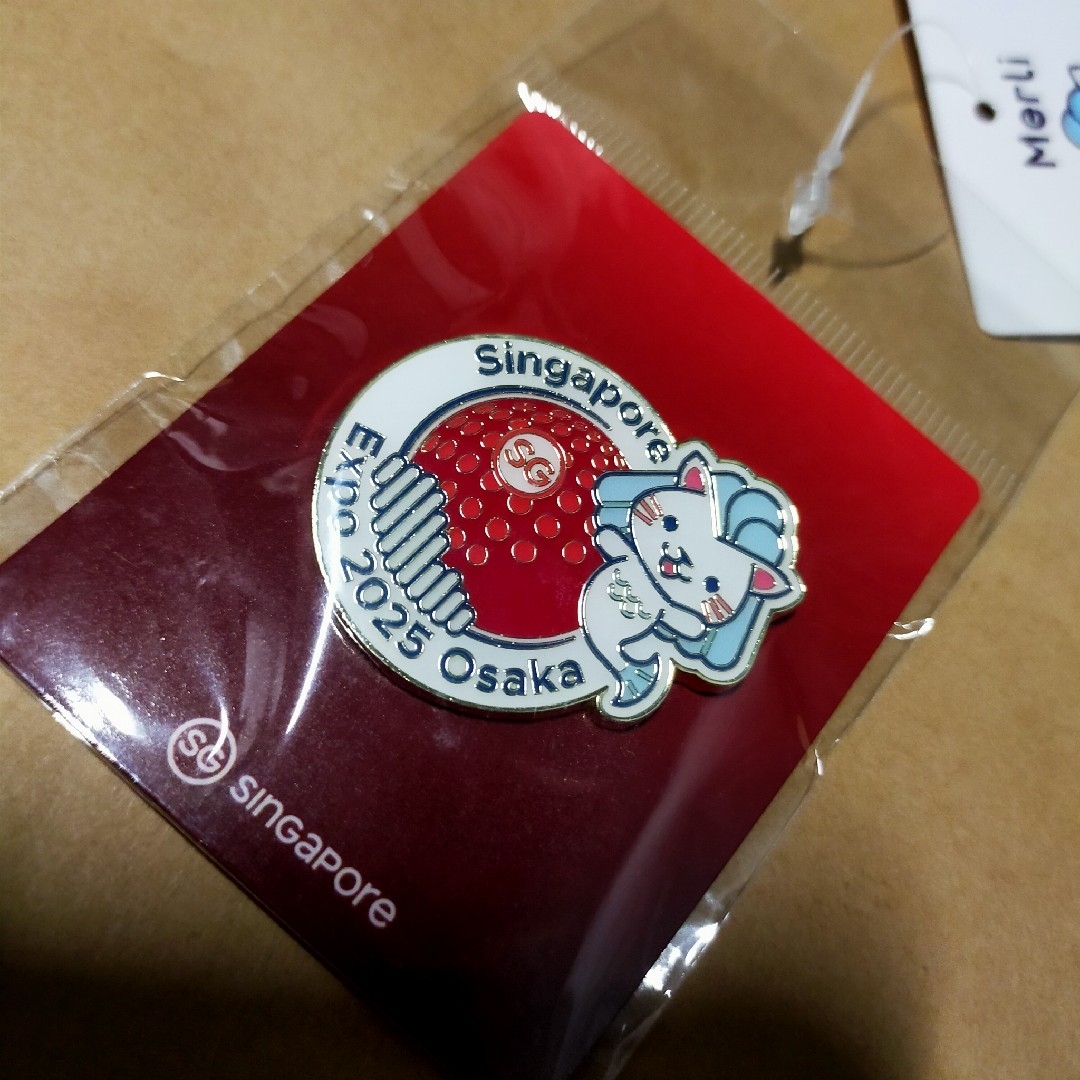 Merli
Singapore
SG
Expo 2025 Osaka
SG SINGAPORE